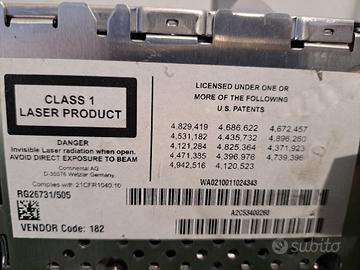 CLASS 1
LASER PRODUCT
DANGER
Invisible Laser radiation when open.
AVOID DIRECT EXPOSURE TO BEAM
Continental AG
D-35576 Wetzlar Germany
Complies with 21CFR1040.10
RG26731/505
VENDOR Code: 182
LICENSED UNDER ONE OR
MORE OF THE FOLLOWING
U.S. PATENTS
4,829,419 4,686,622 4,672,457
4,531,182 4,435,732 4,896,260
4,121,284 4,825,364 4,371,923
4,471,335 4,396,976 4,739,396
4,942,516 4,120,523
WA0210011024343
A2C53400260
subito